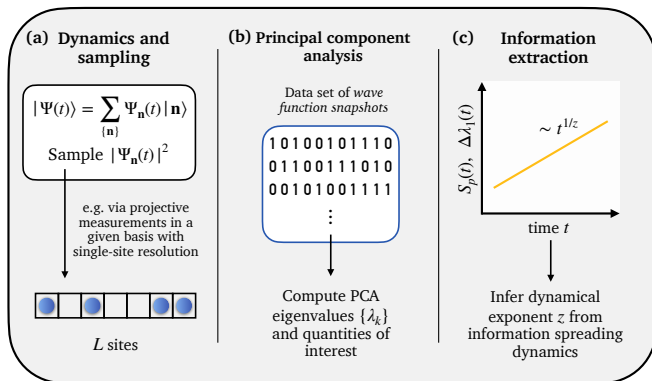 (a) Dynamics and
sampling
|Ψ(t)⟩ = ∑ Ψₙ(t)|n⟩
{n}
Sample |Ψₙ(t)|²
e.g. via projective
measurements in a
given basis with
single-site resolution
L sites
(b) Principal component
analysis
Data set of wave
function snapshots
1 0 1 0 0 1 0 1 1 1 0
0 1 1 0 0 1 1 1 0 1 0
0 0 1 0 1 0 0 1 1 1 1
⋮
Compute PCA
eigenvalues {λₖ}
and quantities of
interest
(c) Information
extraction
Sₚ(t), Δλ₁(t)
~ t^{1/z}
time t
Infer dynamical
exponent z from
information spreading
dynamics